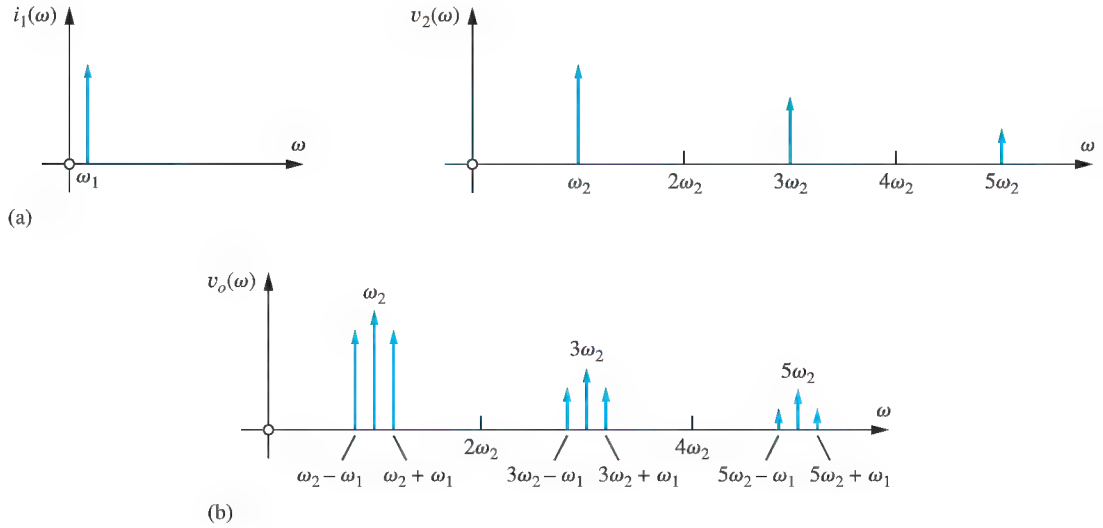 i₁(ω)
v₂(ω)
ω
ω
ω₁
ω₂
2ω₂
3ω₂
4ω₂
5ω₂
(a)
vₒ(ω)
ω₂
3ω₂
5ω₂
ω
2ω₂
4ω₂
ω₂ − ω₁
ω₂ + ω₁
3ω₂ − ω₁
3ω₂ + ω₁
5ω₂ − ω₁
5ω₂ + ω₁
(b)